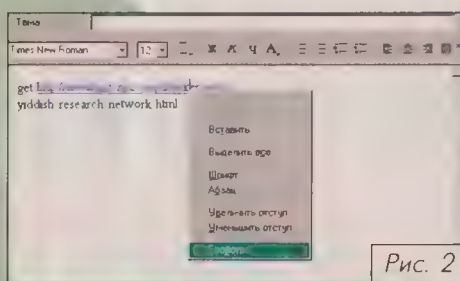 Тема
Times New Roman 12 Ж К Ч А
get
yiddish research network html
Вставить
Выделить все
Шрифт
Абзац
Увеличить отступ
Уменьшить отступ
Рис. 2